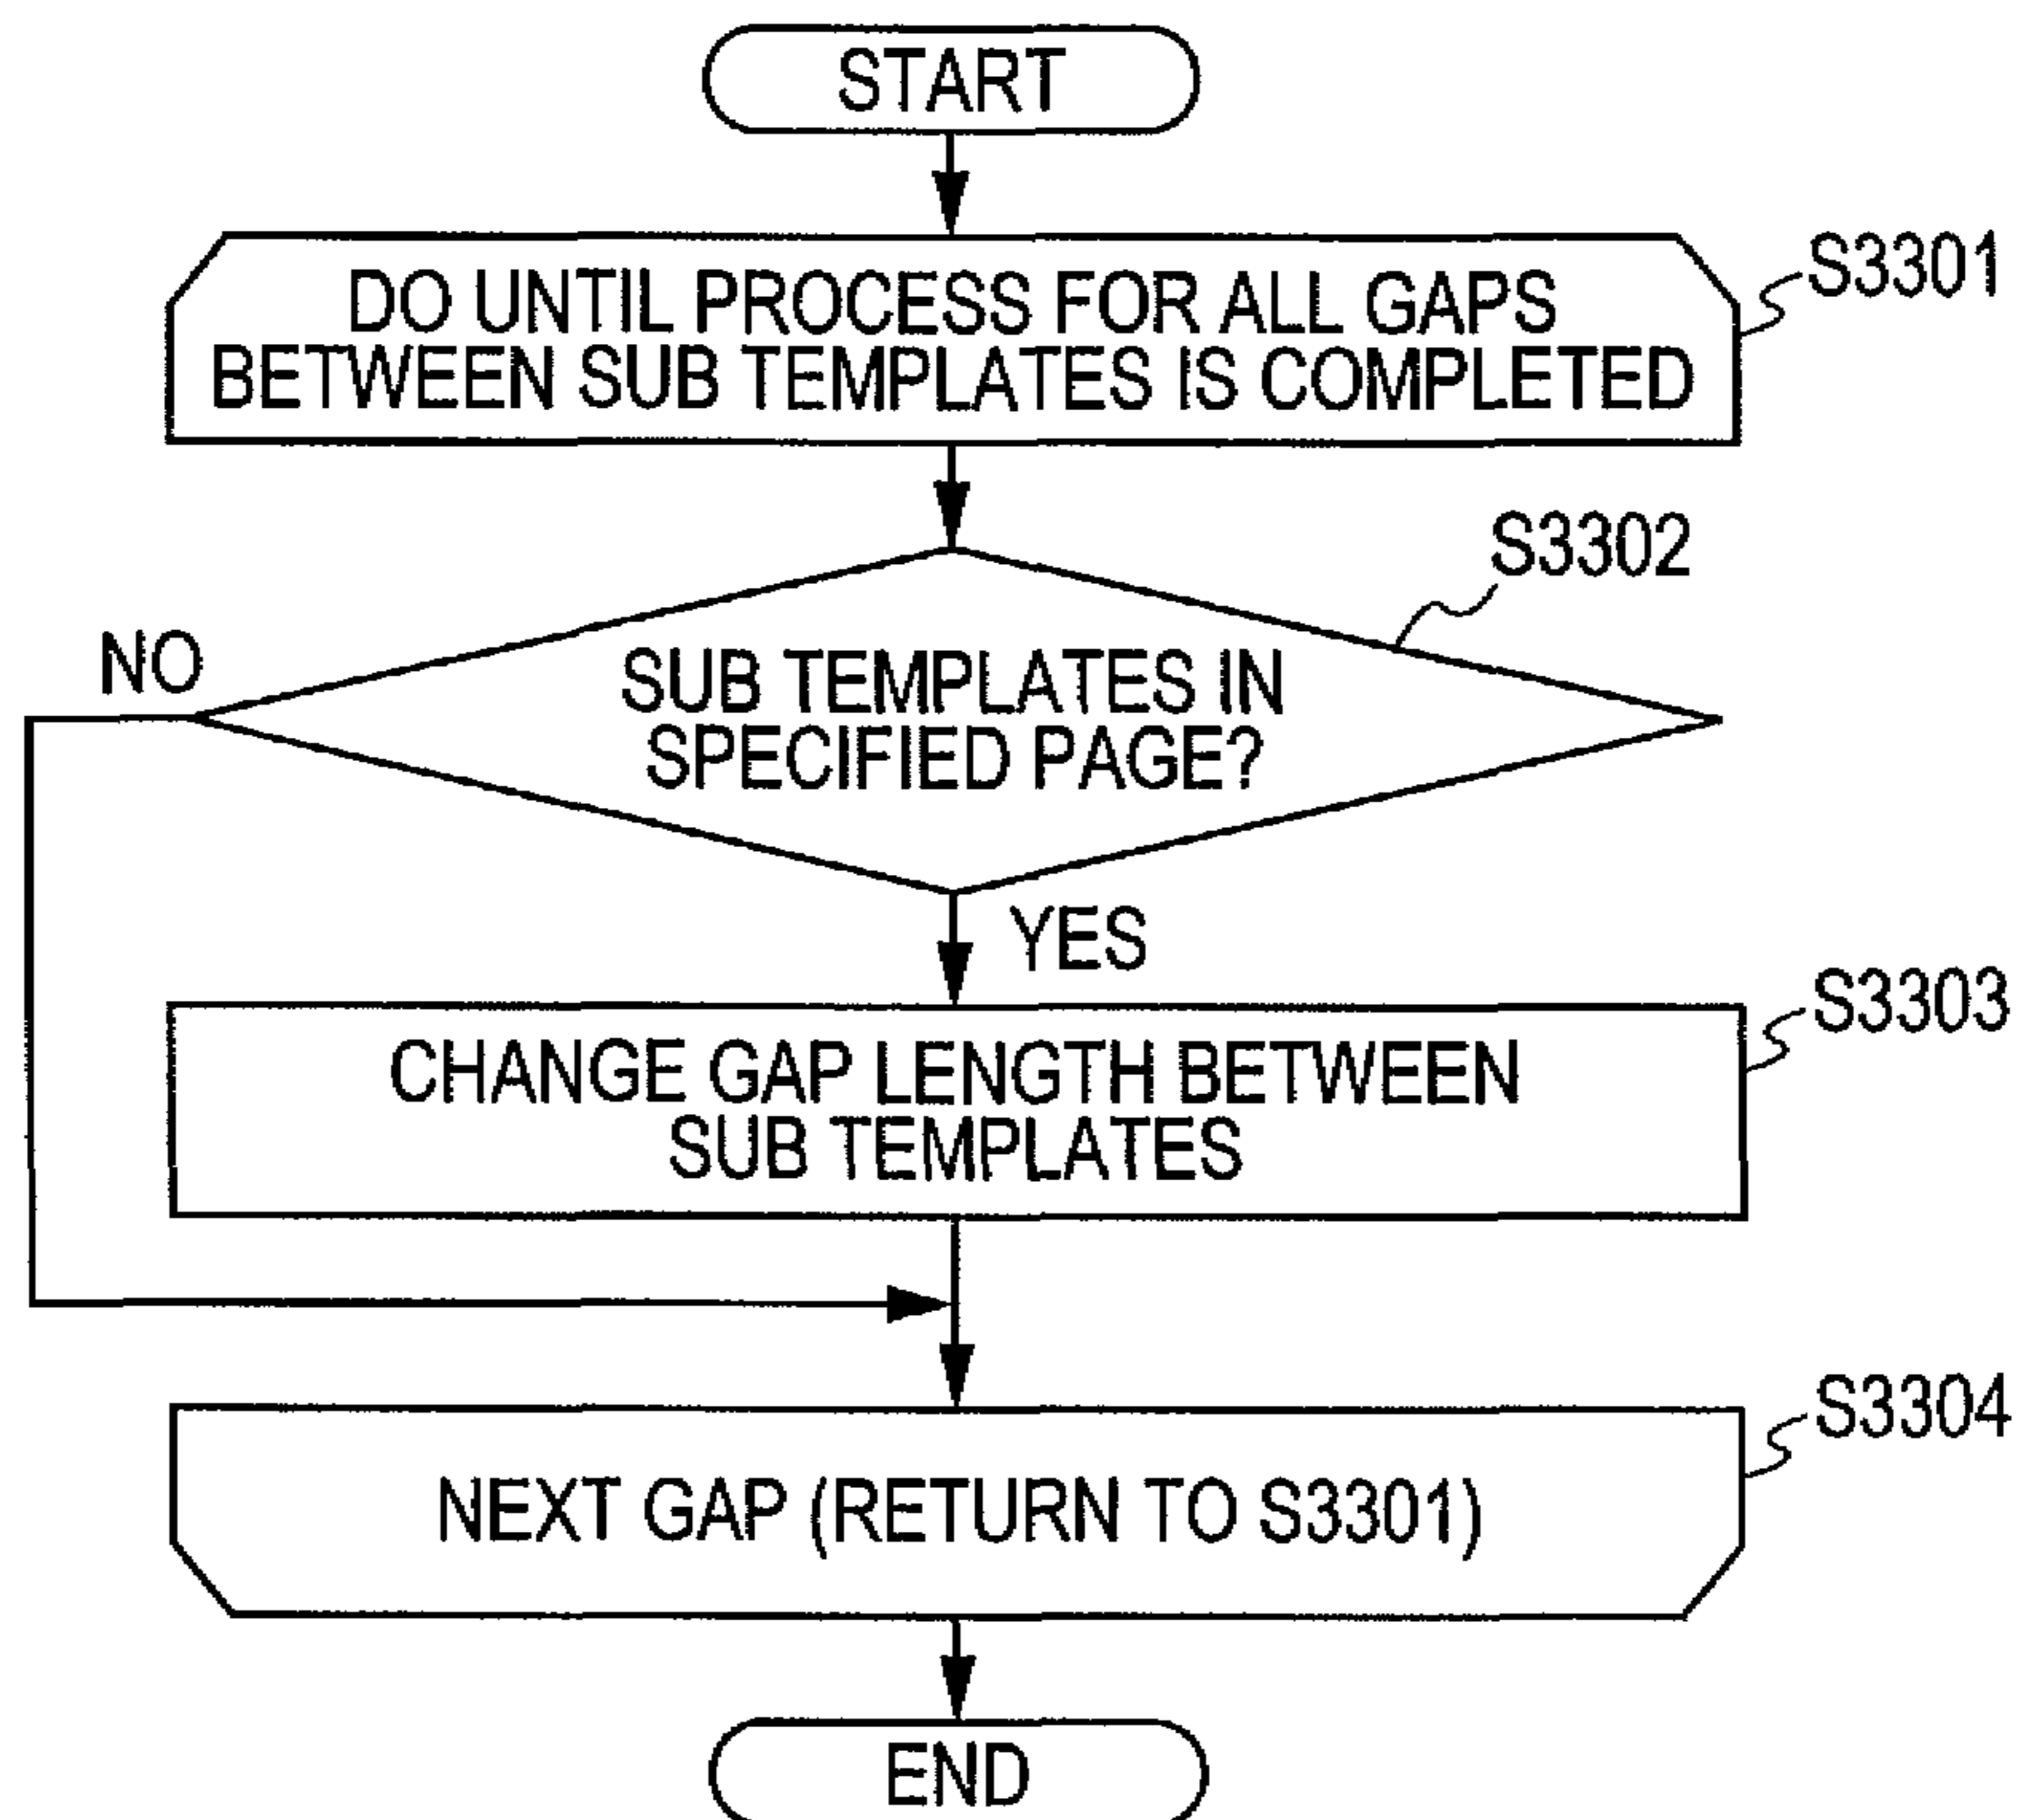 START
DO UNTIL PROCESS FOR ALL GAPS
BETWEEN SUB TEMPLATES IS COMPLETED
S3301
S3302
NO
SUB TEMPLATES IN
SPECIFIED PAGE?
YES
S3303
CHANGE GAP LENGTH BETWEEN
SUB TEMPLATES
S3304
NEXT GAP (RETURN TO S3301)
END